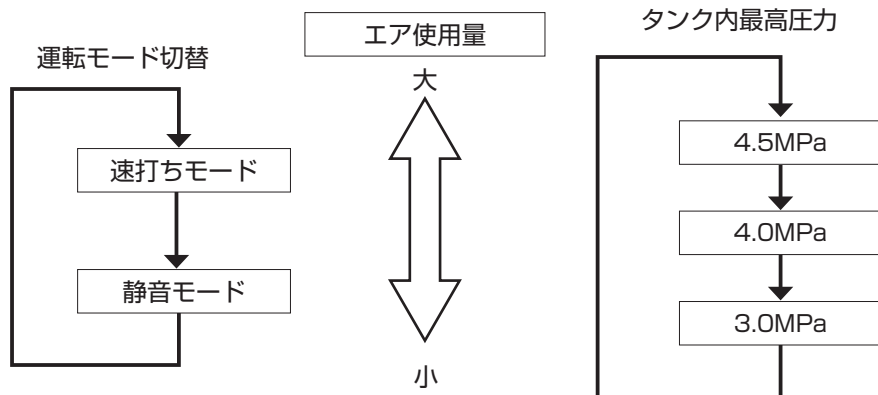 運転モード切替
速打ちモード
静音モード
エア使用量
大
小
タンク内最高圧力
4.5MPa
4.0MPa
3.0MPa